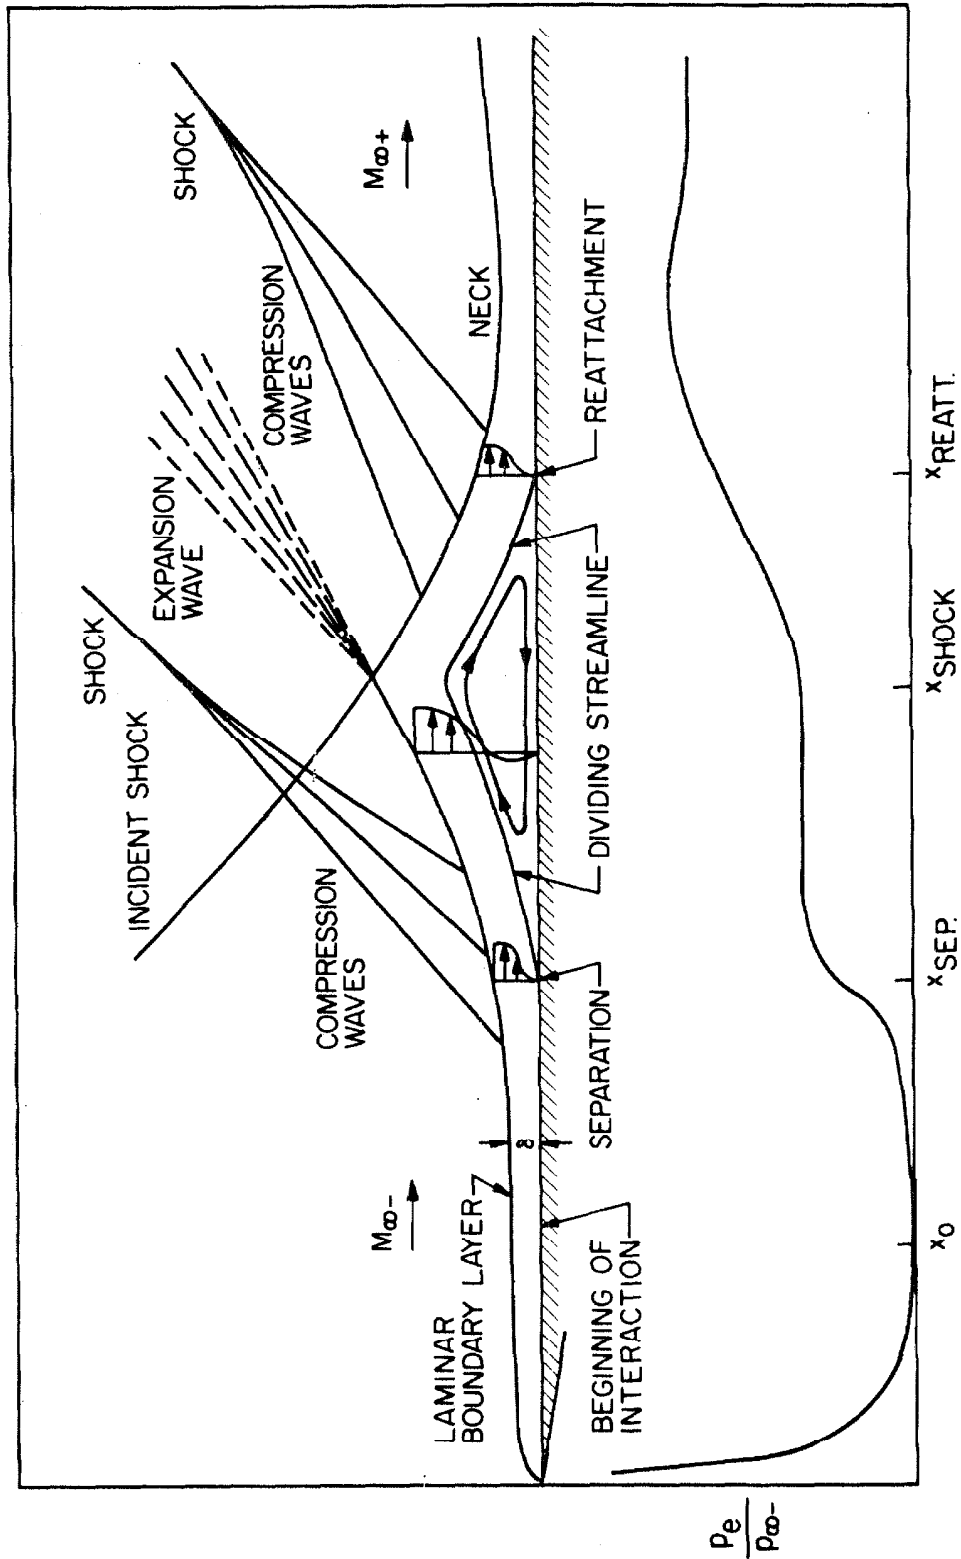 SHOCK
INCIDENT SHOCK
EXPANSION
WAVE
SHOCK
COMPRESSION
WAVES
COMPRESSION
WAVES
M∞-
M∞+
LAMINAR
BOUNDARY LAYER
NECK
δ
BEGINNING OF
INTERACTION
SEPARATION
DIVIDING STREAMLINE
REATTACHMENT
pe
p∞-
xo
xSEP.
xSHOCK
xREATT.